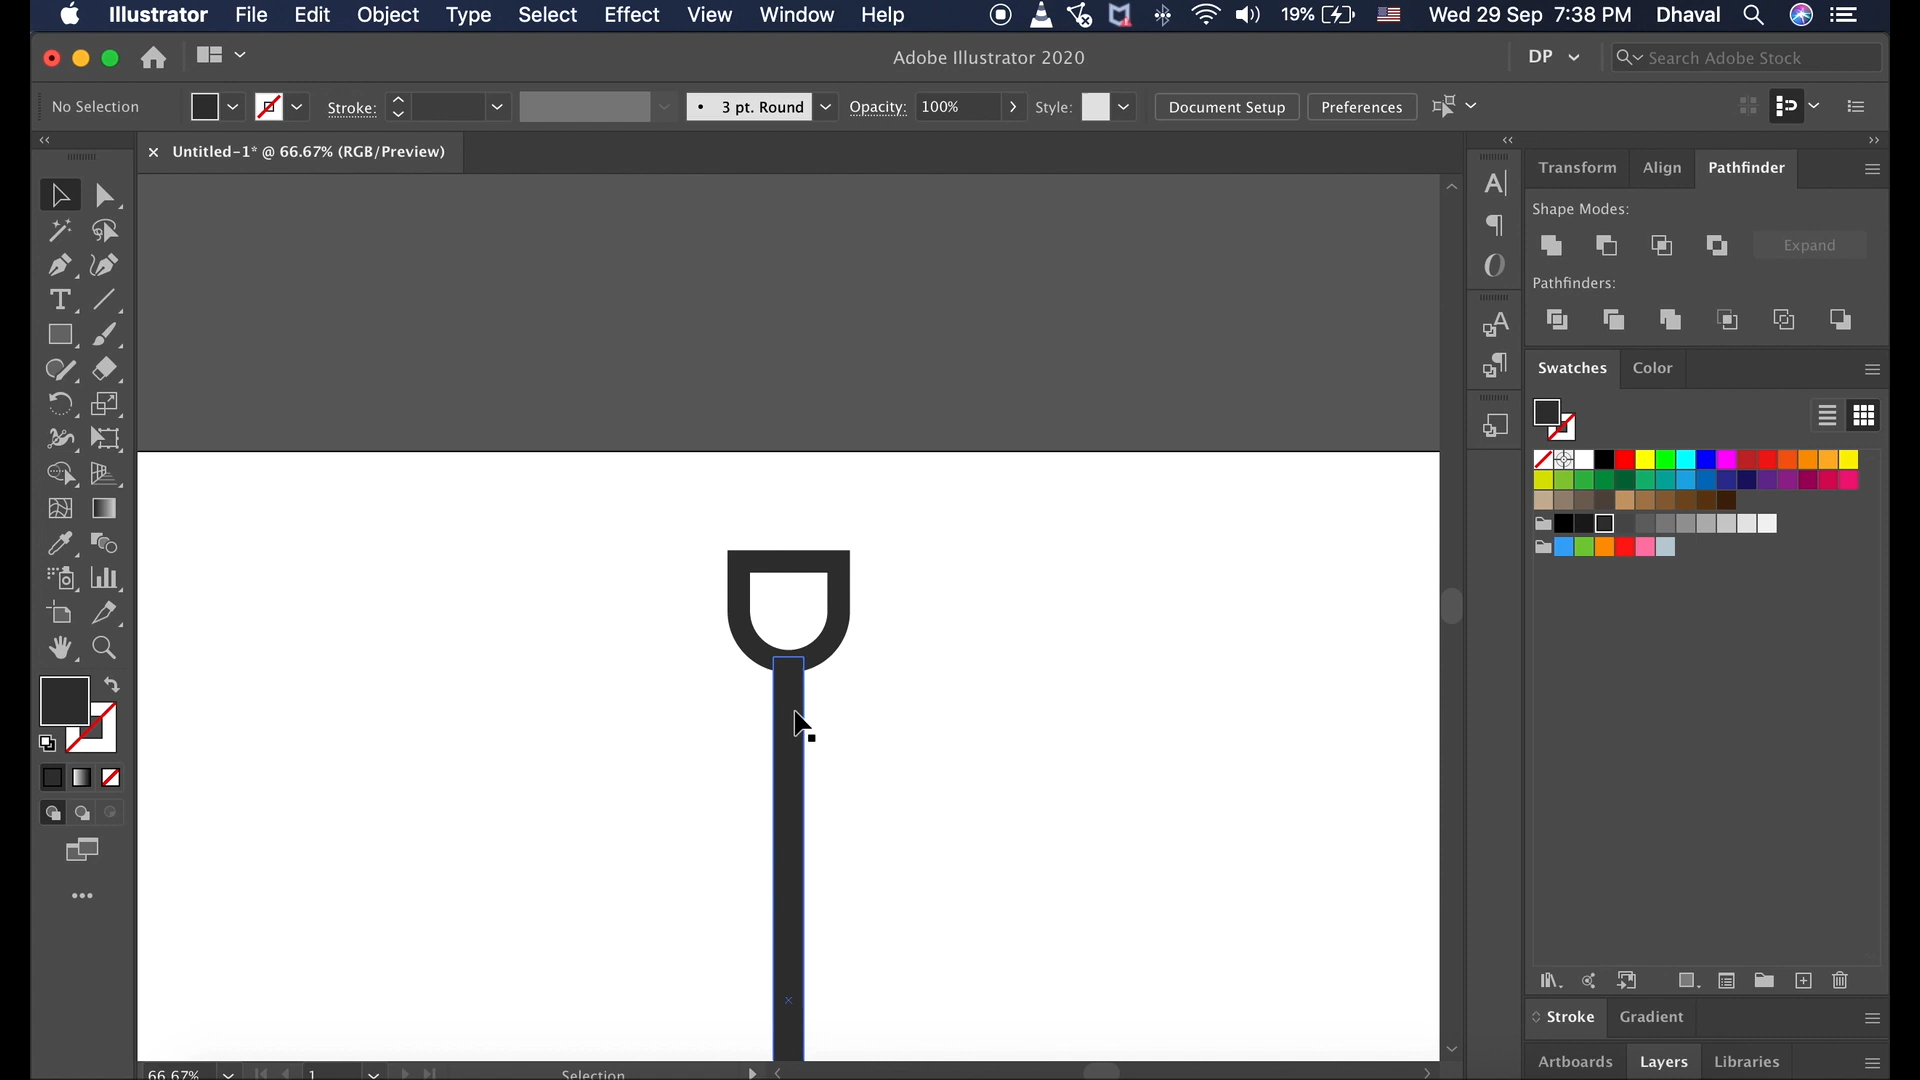 Illustrator File Edit Object Type Select Effect View Window Help 19% Wed 29 Sep 7:38 PM Dhaval
Adobe Illustrator 2020 DP Search Adobe Stock
No Selection Stroke: 3 pt. Round Opacity: 100% Style: Document Setup Preferences
Untitled-1* @ 66.67% (RGB/Preview)
Transform Align Pathfinder
Shape Modes:
Expand
Pathfinders:
Swatches Color
Stroke Gradient
Artboards Layers Libraries
66.67% 1 Selection